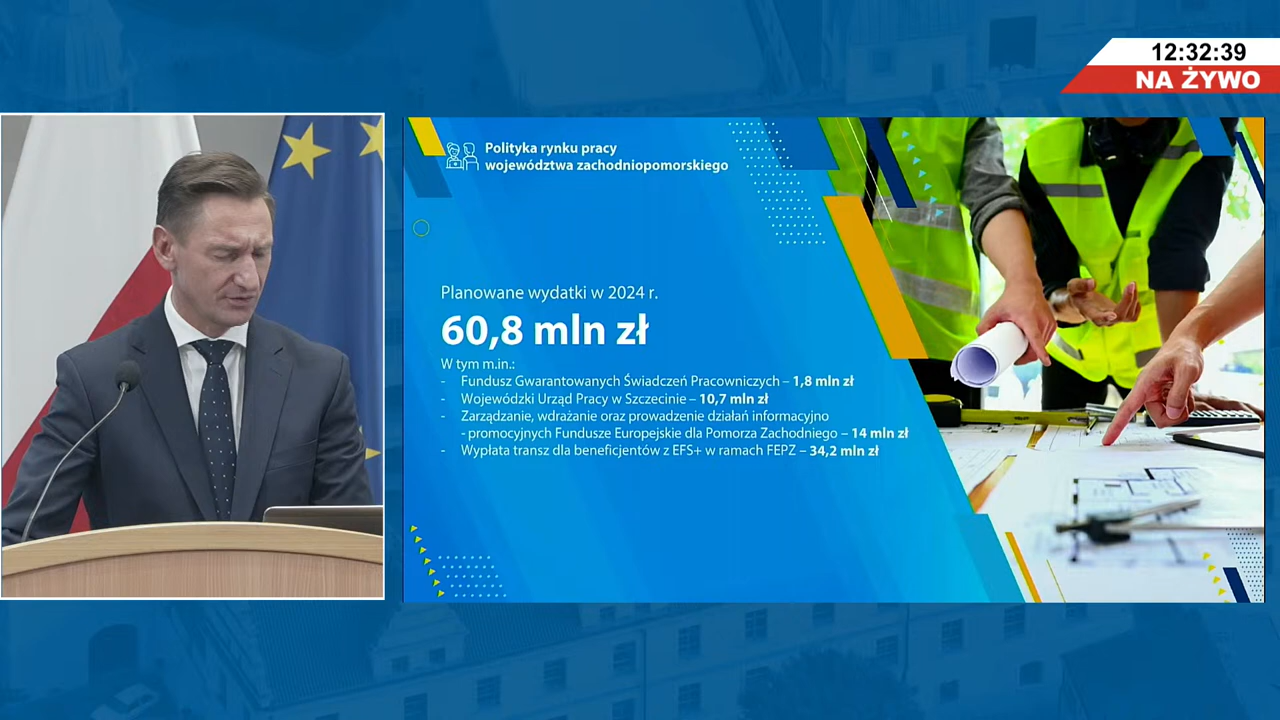 12:32:39
NA ŻYWO
Polityka rynku pracy
województwa zachodniopomorskiego
Planowane wydatki w 2024 r.
60,8 mln zł
W tym m.in.:
- Fundusz Gwarantowanych Świadczeń Pracowniczych – 1,8 mln zł
- Wojewódzki Urząd Pracy w Szczecinie – 10,7 mln zł
- Zarządzanie, wdrażanie oraz prowadzenie działań informacyjno
- promocyjnych Fundusze Europejskie dla Pomorza Zachodniego – 14 mln zł
- Wypłata transz dla beneficjentów z EFS+ w ramach FEPZ – 34,2 mln zł